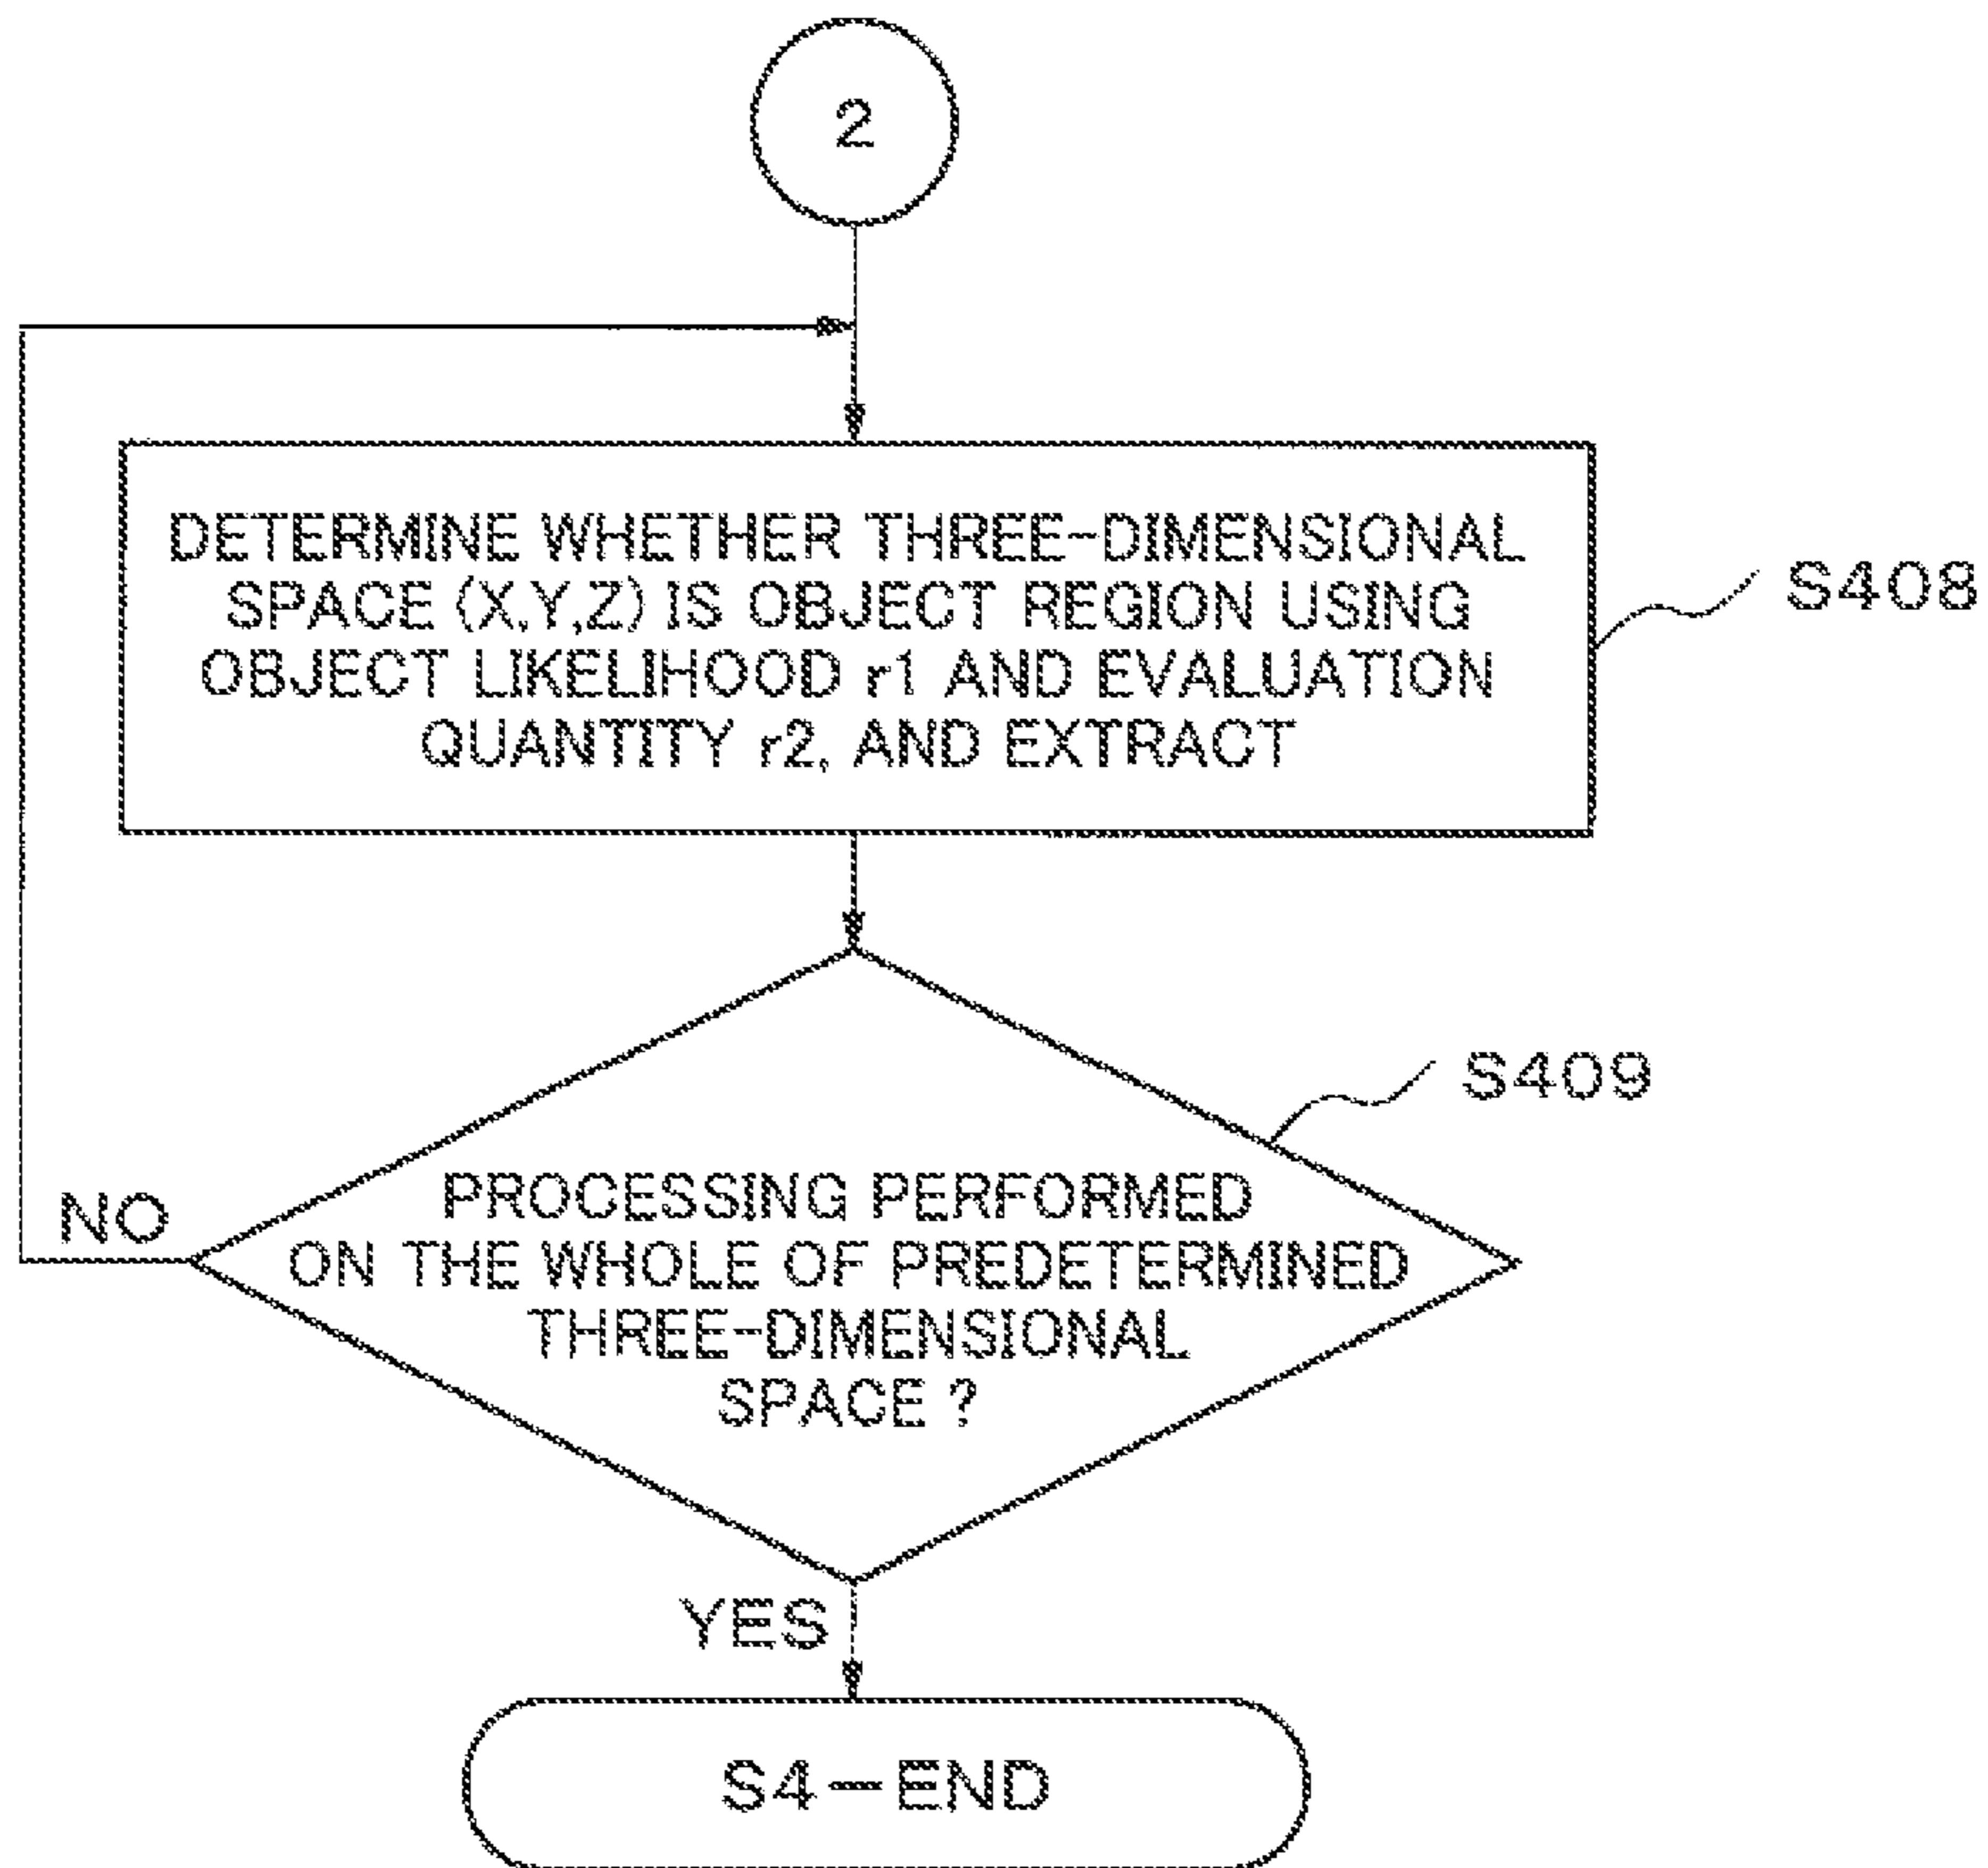 2
DETERMINE WHETHER THREE-DIMENSIONAL
SPACE (X,Y,Z) IS OBJECT REGION USING
OBJECT LIKELIHOOD r1 AND EVALUATION
QUANTITY r2, AND EXTRACT
S408
S409
PROCESSING PERFORMED
ON THE WHOLE OF PREDETERMINED
THREE-DIMENSIONAL
SPACE ?
NO
YES
S4-END